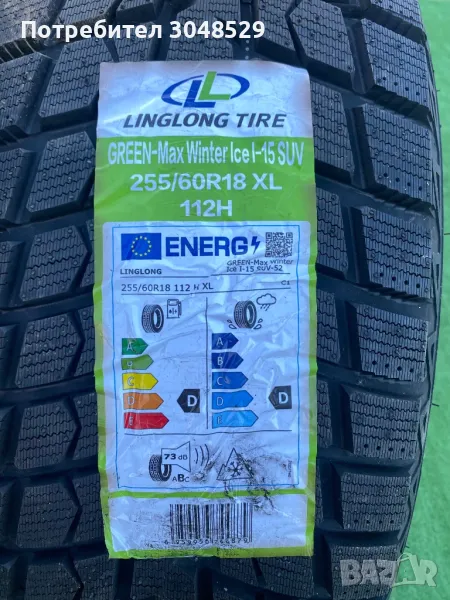 Потребител 3048529
LINGLONG TIRE
GREEN-Max Winter Ice I-15 SUV
255/60R18 XL
112H
ENERG
LINGLONG
GREEN-Max Winter
Ice I-15 SUV-52
255/60R18 112 H XL
C1
A
B
C
D
E
D
A
B
C
D
E
D
73 dB
ABC
BAZAR